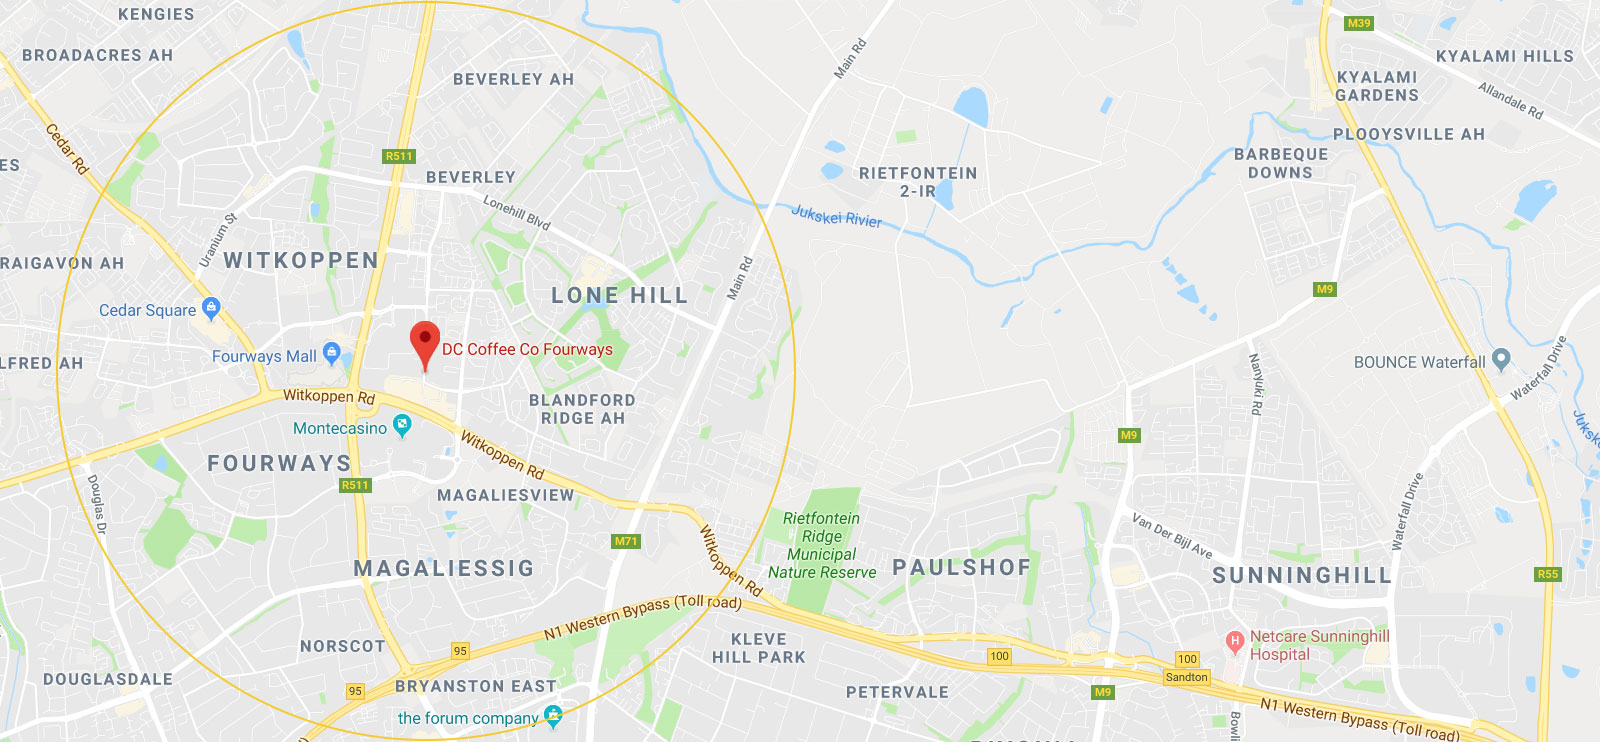 KENGIES
BROADACRES AH
BEVERLEY AH
Main Rd
M39
KYALAMI HILLS
KYALAMI
GARDENS
Allandale Rd
PLOOYSVILLE AH
Cedar Rd
R511
BARBEQUE
DOWNS
ES
BEVERLEY
RIETFONTEIN
2-IR
Lonehill Blvd
Jukskei Rivier
Uranium St
WITKOPPEN
RAIGAVON AH
Main Rd
LONE HILL
M9
Cedar Square
Fourways Mall
DC Coffee Co Fourways
LFRED AH
BOUNCE Waterfall
Waterfall Drive
Nanyuki Rd
Witkoppen Rd
BLANDFORD
RIDGE AH
Montecasino
M9
Jukske
Witkoppen Rd
FOURWAYS
R511
MAGALIESVIEW
Douglas Dr
Waterfall Drive
Rietfontein
Ridge
Municipal
Nature Reserve
Van Der Bijl Ave
M71
Witkoppen Rd
MAGALIESSIG
PAULSHOF
SUNNINGHILL
R55
N1 Western Bypass (Toll road)
NORSCOT
95
KLEVE
HILL PARK
Netcare Sunninghill
Hospital
100
100
Sandton
DOUGLASDALE
95
BRYANSTON EAST
PETERVALE
M9
the forum company
N1 Western Bypass (Toll road)
Bowli